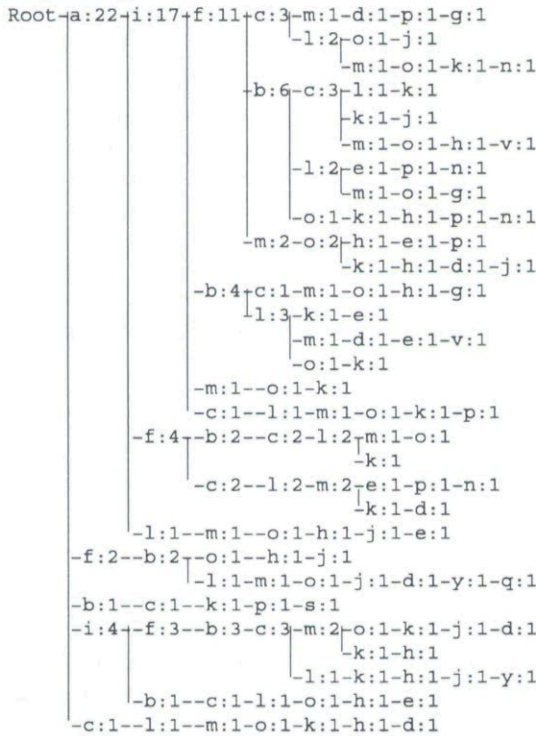 Root a:22 i:17 f:11 c:3-m:1-d:1-p:1-g:1
-l:2 o:1-j:1
-m:1-o:1-k:1-n:1
b:6-c:3 l:1-k:1
-k:1-j:1
-m:1-o:1-h:1-v:1
-l:2 e:1-p:1-n:1
-m:1-o:1-g:1
-o:1-k:1-h:1-p:1-n:1
-m:2-o:2 h:1-e:1-p:1
-k:1-h:1-d:1-j:1
-b:4 c:1-m:1-o:1-h:1-g:1
l:3 k:1-e:1
-m:1-d:1-e:1-v:1
-o:1-k:1
-m:1--o:1-k:1
-c:1--l:1-m:1-o:1-k:1-p:1
-f:4 b:2--c:2-l:2 m:1-o:1
-k:1
-c:2--l:2-m:2 e:1-p:1-n:1
-k:1-d:1
-l:1--m:1--o:1-h:1-j:1-e:1
-f:2--b:2 o:1--h:1-j:1
-l:1-m:1-o:1-j:1-d:1-y:1-q:1
-b:1--c:1--k:1-p:1-s:1
-i:4 f:3--b:3-c:3 m:2 o:1-k:1-j:1-d:1
-k:1-h:1
-l:1-k:1-h:1-j:1-y:1
-b:1--c:1-l:1-o:1-h:1-e:1
-c:1--l:1--m:1-o:1-k:1-h:1-d:1